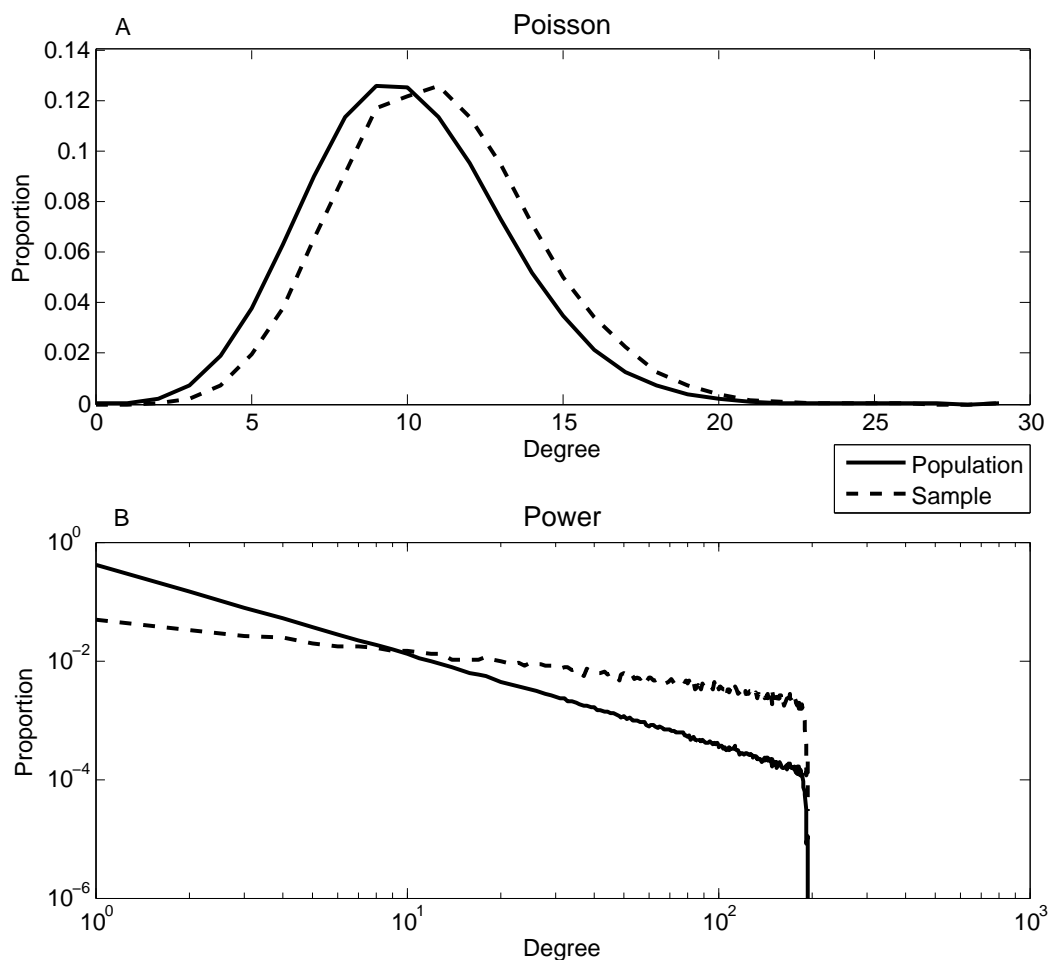 A
Poisson
0.14
0.12
0.1
0.08
0.06
0.04
0.02
0
Proportion
0 5 10 15 20 25 30
Degree
Population
Sample
B
Power
10^0
10^−2
10^−4
10^−6
Proportion
10^0 10^1 10^2 10^3
Degree